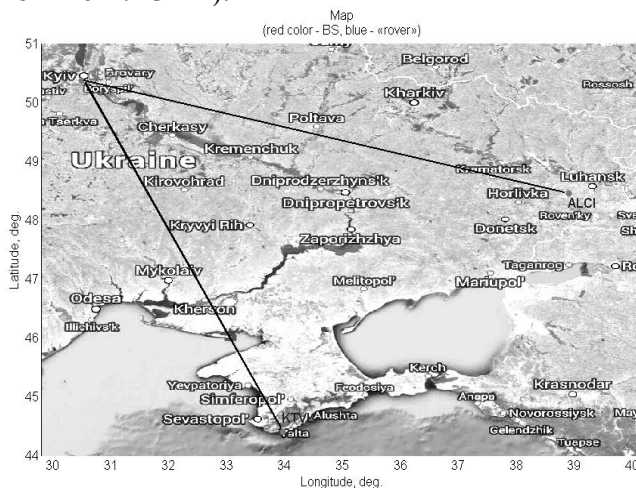 Map
(red color - BS, blue - «rover»)
51
50
49
48
47
46
45
44
Latitude, deg.
Kyiv
Brovary
Boryspil'
Belgorod
Rossosh
Kharkiv
Tserkva
Cherkasy
Poltava
Ukraine
Kremenchuk
Kramatorsk
Luhansk
Kirovohrad
Dniprodzerzhyns'k
Horlivka
ALCI
Dnipropetrovs'k
Roven'ky
Kryvyi Rih
Donetsk
Zaporizhzhya
Mykolaiv
Melitopol'
Taganrog
Mariupol'
Odesa
Kherson
Illichivs'k
Kerch
Yevpatoriya
Feodosiya
Krasnodar
Simferopol'
Anapa
Sevastopol'
Alushta
Novorossiysk
Yalta
Gelendzhik
Tuapse
30 31 32 33 34 35 36 37 38 39 40
Longitude, deg.